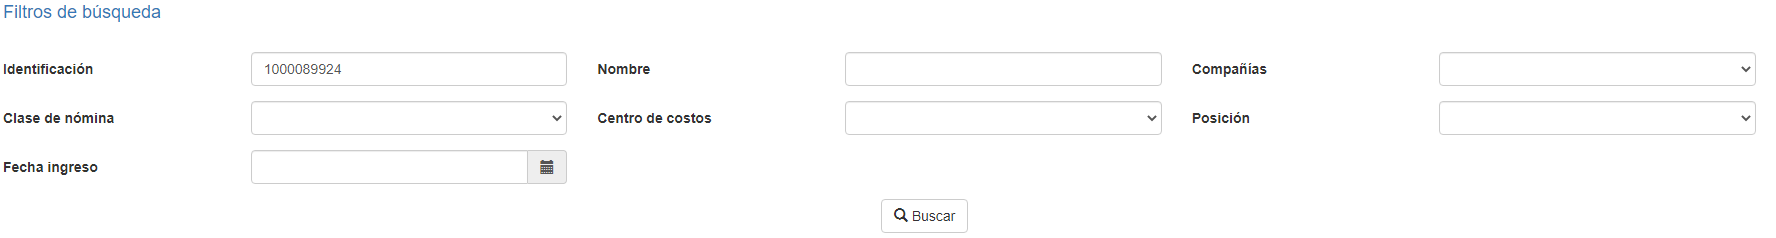 Filtros de búsqueda
Identificación 1000089924 Nombre Compañías
Clase de nómina Centro de costos Posición
Fecha ingreso
Buscar